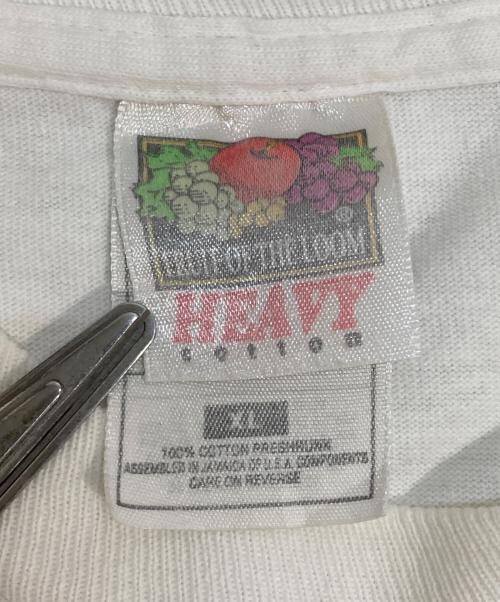 ®
FRUIT OF THE LOOM
HEAVY
cotton
XL
100% COTTON PRESHRUNK
ASSEMBLED IN JAMAICA OF U.S.A. COMPONENTS
CARE ON REVERSE